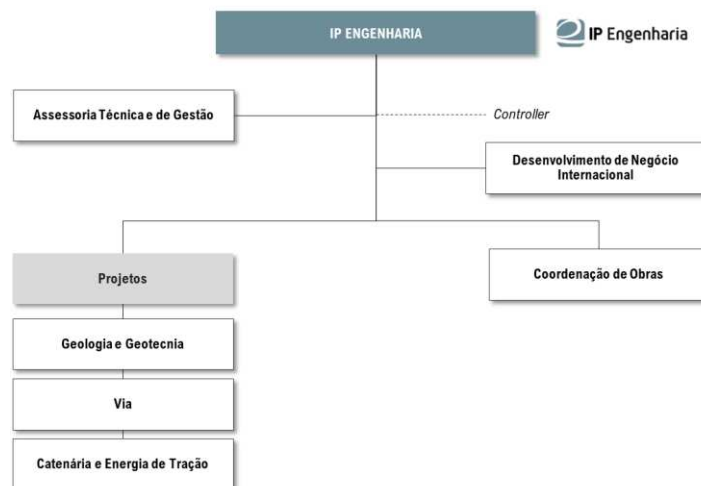 IP ENGENHARIA
IP Engenharia
Assessoria Técnica e de Gestão
Controller
Desenvolvimento de Negócio
Internacional
Projetos
Coordenação de Obras
Geologia e Geotecnia
Via
Catenária e Energia de Tração